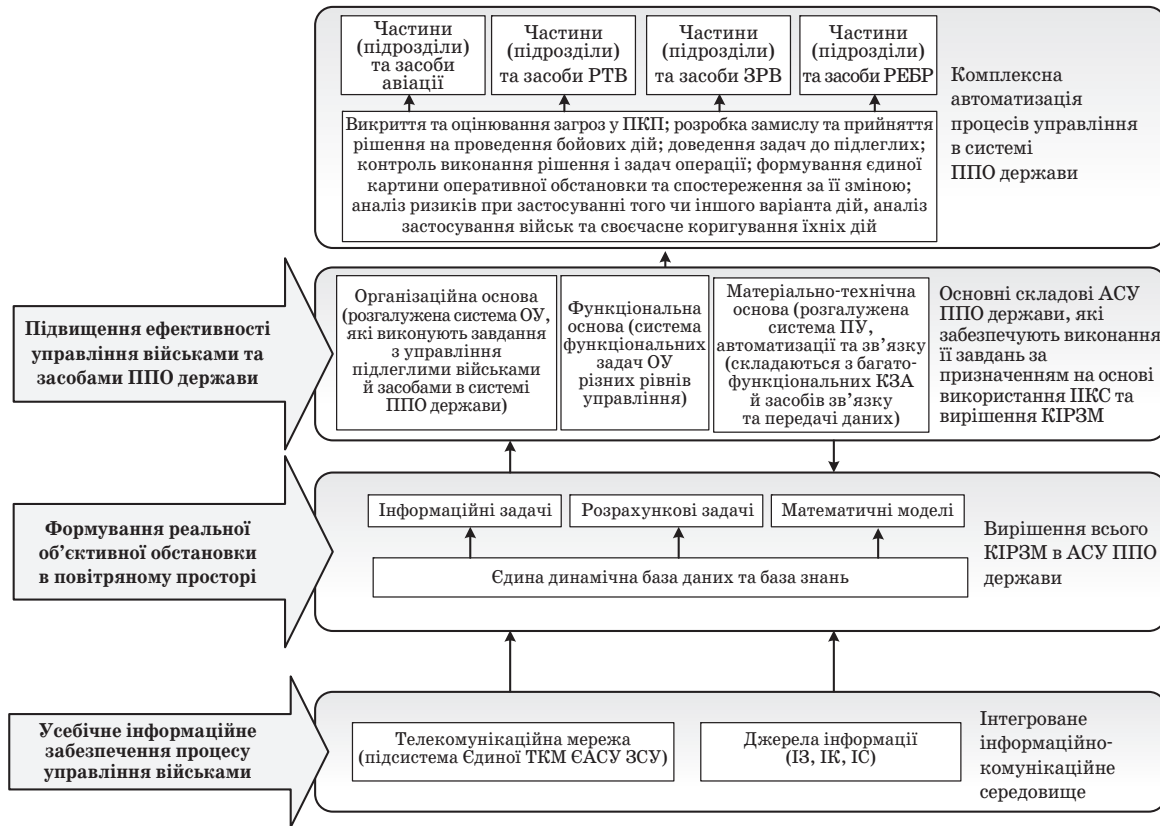 Частини
(підрозділи)
та засоби
авіації
Частини
(підрозділи)
та засоби РТВ
Частини
(підрозділи)
та засоби ЗРВ
Частини
(підрозділи)
та засоби РЕБР
Викриття та оцінювання загроз у ПКП; розробка замислу та прийняття
рішення на проведення бойових дій; доведення задач до підлеглих;
контроль виконання рішення і задач операції; формування єдиної
картини оперативної обстановки та спостереження за її зміною;
аналіз ризиків при застосуванні того чи іншого варіанта дій, аналіз
застосування військ та своєчасне коригування їхніх дій
Комплексна
автоматизація
процесів управління
в системі
ППО держави
Підвищення ефективності
управління військами та
засобами ППО держави
Організаційна основа
(розгалужена система ОУ,
які виконують завдання
з управління
підлеглими військами
й засобами в системі
ППО держави)
Функціональна
основа (система
функціональних
задач ОУ
різних рівнів
управління)
Матеріально-технічна
основа (розгалужена
система ПУ,
автоматизації та зв’язку
(складаються з багато-
функціональних КЗА
й засобів зв’язку
та передачі даних)
Основні складові АСУ
ППО держави, які
забезпечують виконання
її завдань за
призначенням на основі
використання ПКС та
вирішення КІРЗМ
Формування реальної
об’єктивної обстановки
в повітряному просторі
Інформаційні задачі
Розрахункові задачі
Математичні моделі
Єдина динамічна база даних та база знань
Вирішення всього
КІРЗМ в АСУ ППО
держави
Усебічне інформаційне
забезпечення процесу
управління військами
Телекомунікаційна мережа
(підсистема Єдиної ТКМ ЄАСУ ЗСУ)
Джерела інформації
(ІЗ, ІК, ІС)
Інтегроване
інформаційно-
комунікаційне
середовище